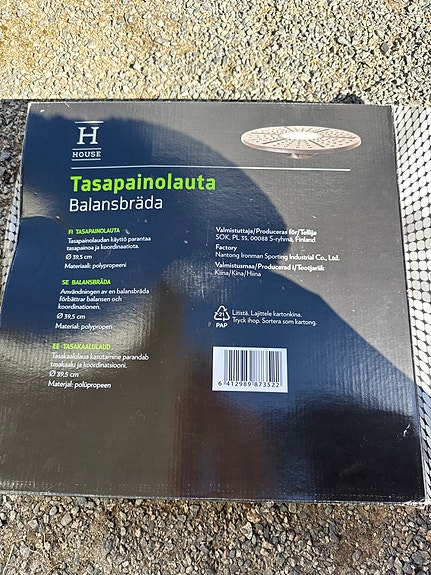 H
HOUSE
Tasapainolauta
Balansbräda
FI TASAPAINOLAUTA
Tasapainolaudan käyttö parantaa
tasapainoa ja koordinaatiota.
Ø 39,5 cm
Materiaali: polypropeeni
SE BALANSBRÄDA
Användningen av en balansbräda
förbättrar balansen och
koordinationen.
Ø 39,5 cm
Material: polypropen
EE TASAKAALULAUD
Tasakaalulaua kasutamine parandab
tasakaalu ja koordinatsiooni.
Ø 39,5 cm
Materjal: polüpropeen
Valmistuttaja/Produceras för/Tellija
SOK, PL 35, 00088 S-ryhmä, Finland
Factory
Nantong Ironman Sporting Industrial Co., Ltd.
Valmistusmaa/Producerad i/Tootjariik
Kiina/Kina/Hiina
21
PAP
Litistä. Lajittele kartonkina.
Tryck ihop. Sortera som kartong.
6 412989 873522